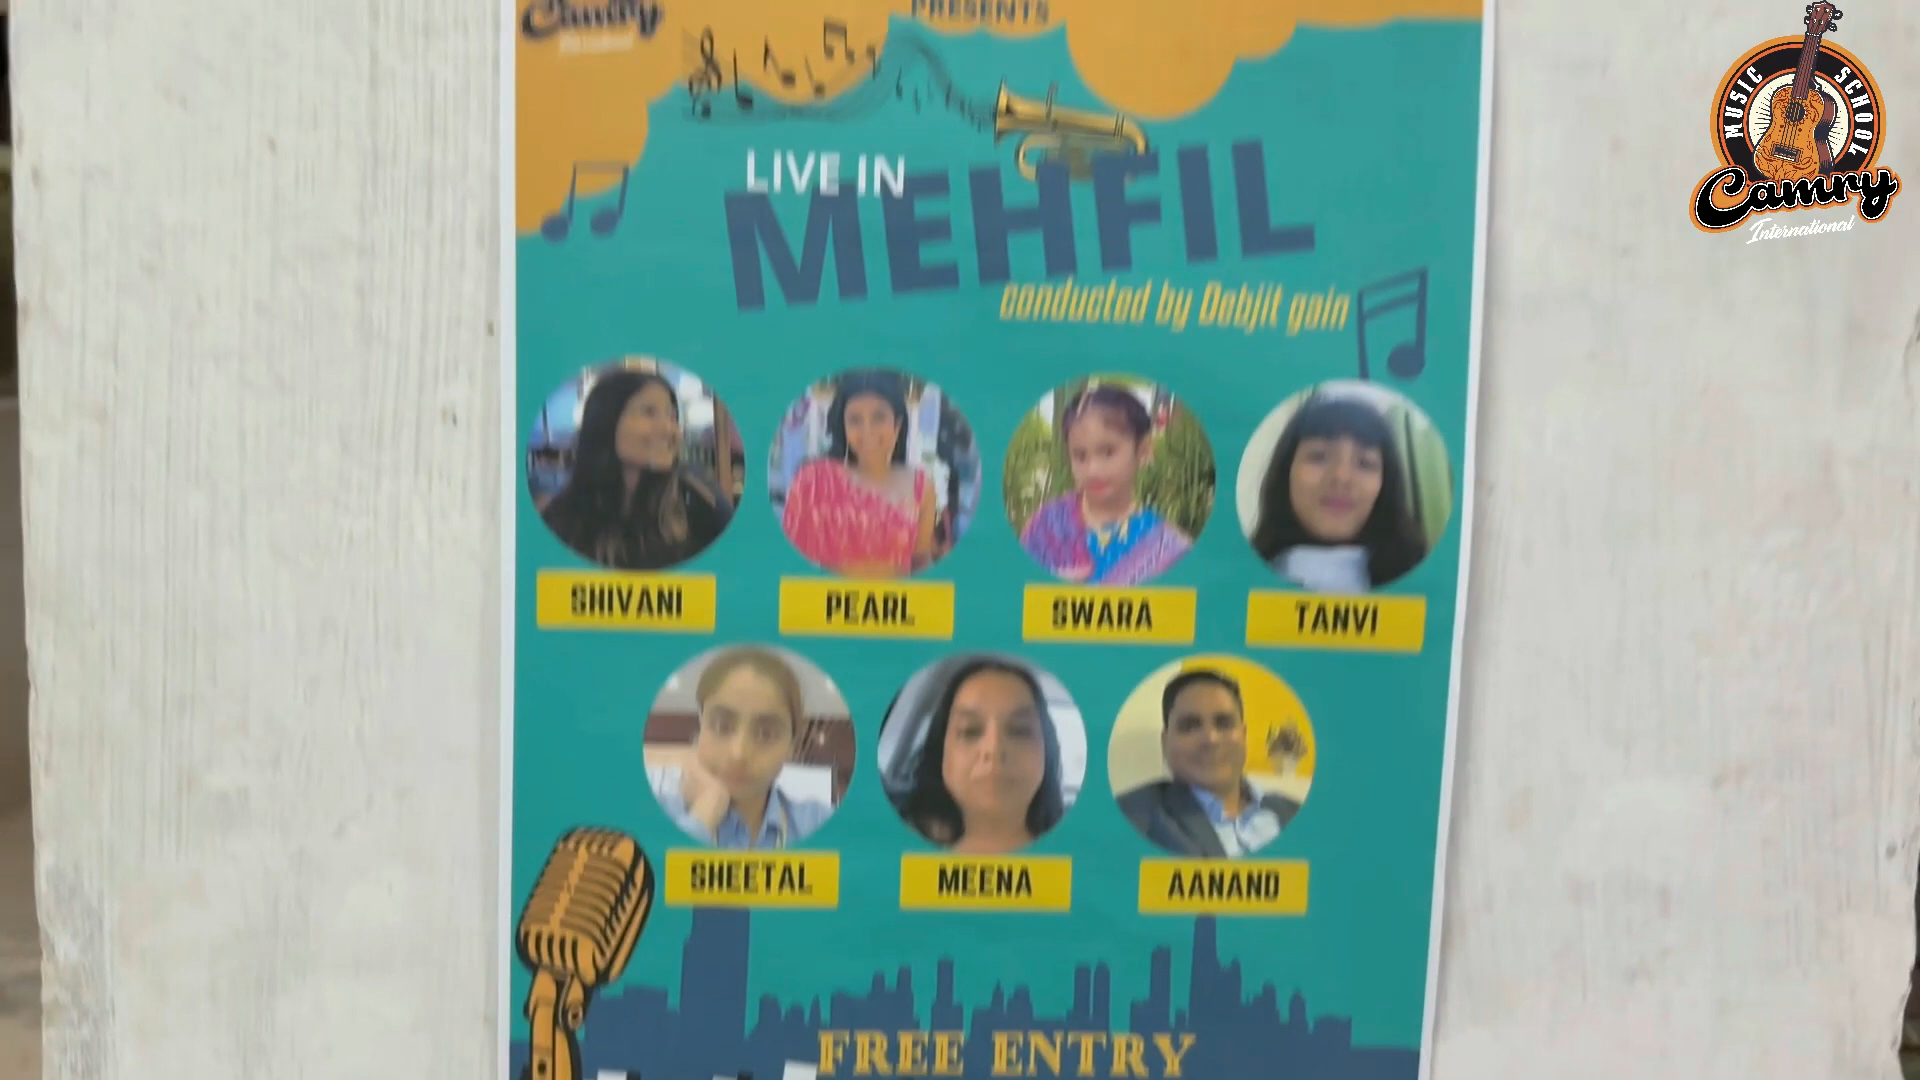 Camry
PRESENTS
LIVE IN
MEHFIL
conducted by Debjit gain
SHIVANI
PEARL
SWARA
TANVI
SHEETAL
MEENA
AANAND
FREE ENTRY
MUSIC SCHOOL
Camry
International